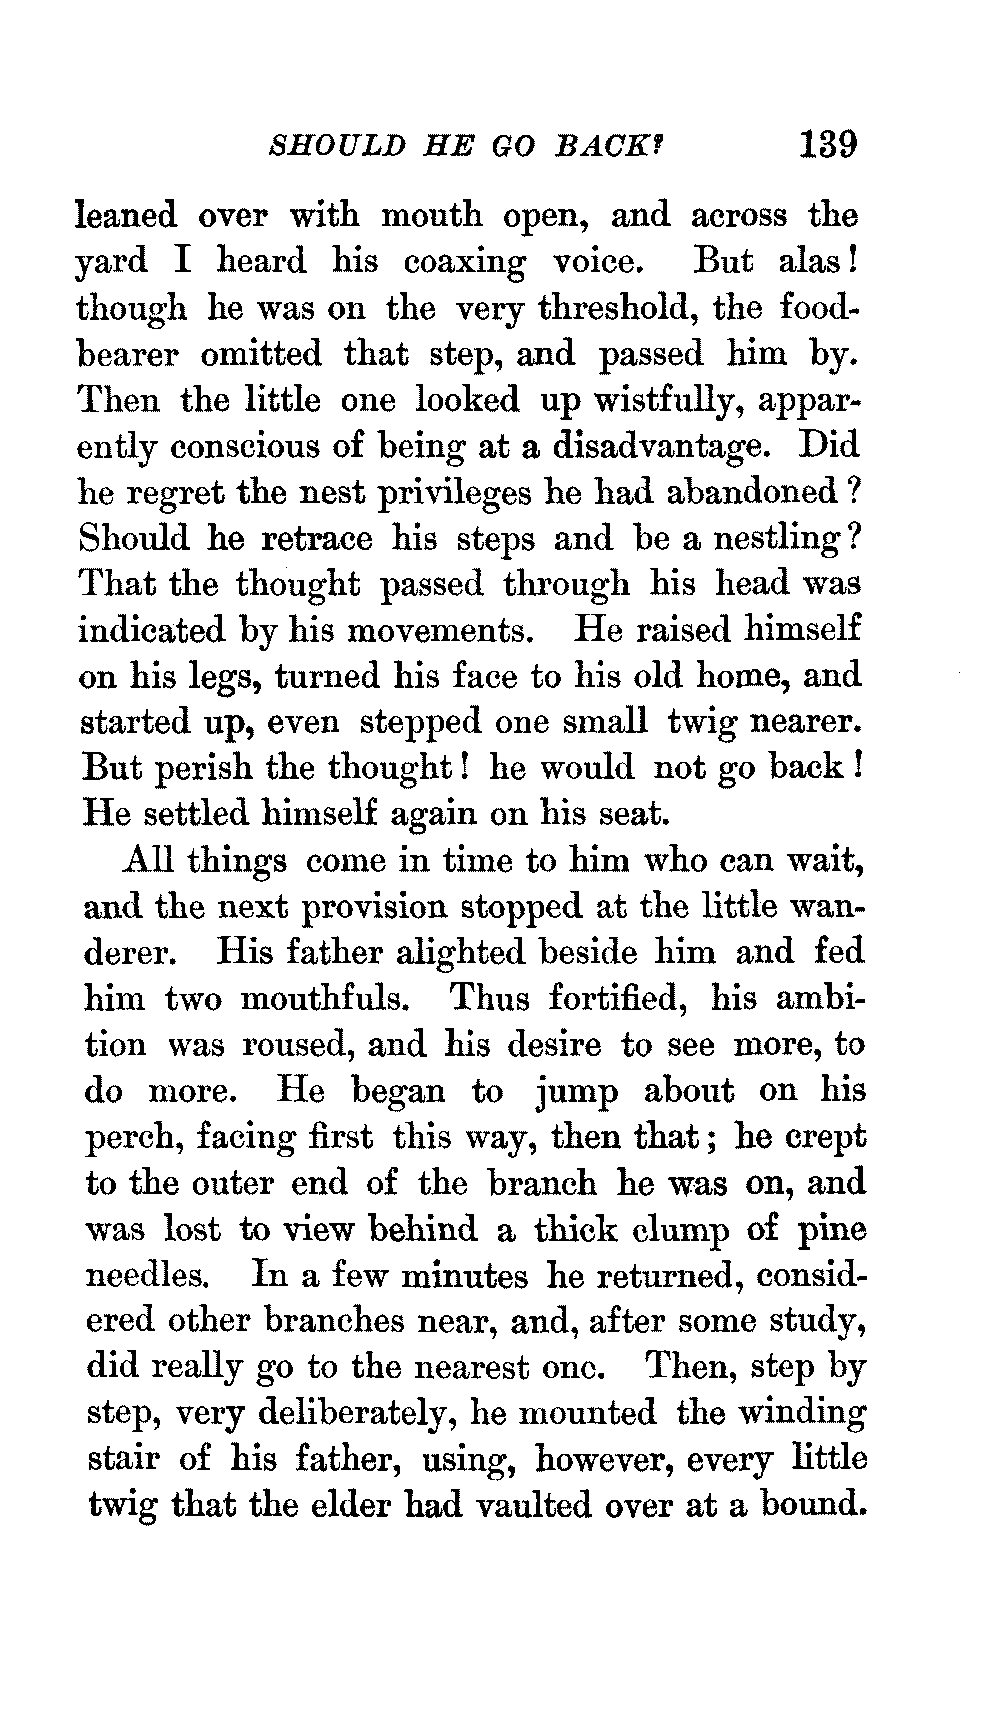 SHOULD HE GO BACK? 139
leaned over with mouth open, and across the
yard I heard his coaxing voice. But alas!
though he was on the very threshold, the food-
bearer omitted that step, and passed him by.
Then the little one looked up wistfully, appar-
ently conscious of being at a disadvantage. Did
he regret the nest privileges he had abandoned?
Should he retrace his steps and be a nestling?
That the thought passed through his head was
indicated by his movements. He raised himself
on his legs, turned his face to his old home, and
started up, even stepped one small twig nearer.
But perish the thought! he would not go back!
He settled himself again on his seat.
All things come in time to him who can wait,
and the next provision stopped at the little wan-
derer. His father alighted beside him and fed
him two mouthfuls. Thus fortified, his ambi-
tion was roused, and his desire to see more, to
do more. He began to jump about on his
perch, facing first this way, then that; he crept
to the outer end of the branch he was on, and
was lost to view behind a thick clump of pine
needles. In a few minutes he returned, consid-
ered other branches near, and, after some study,
did really go to the nearest one. Then, step by
step, very deliberately, he mounted the winding
stair of his father, using, however, every little
twig that the elder had vaulted over at a bound.